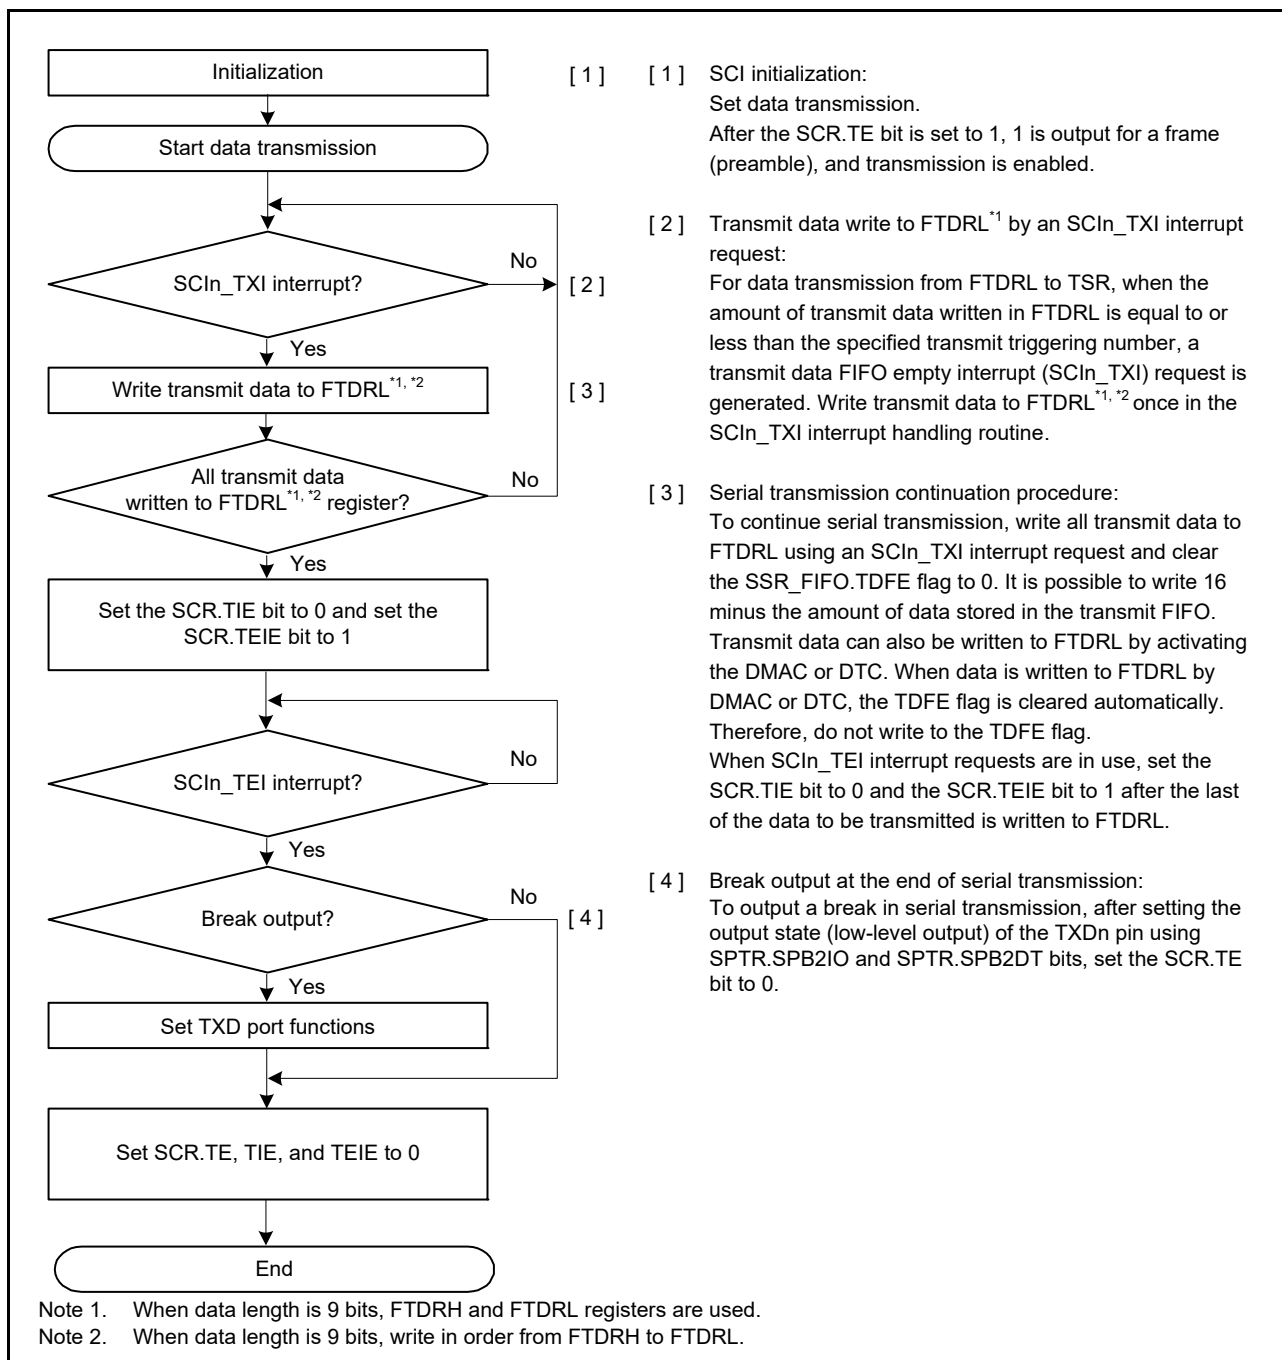 Initialization
[ 1 ]
Start data transmission
SCIn_TXI interrupt?
No
[ 2 ]
Yes
Write transmit data to FTDRL*1, *2
[ 3 ]
All transmit data
written to FTDRL*1, *2 register?
No
Yes
Set the SCR.TIE bit to 0 and set the
SCR.TEIE bit to 1
SCIn_TEI interrupt?
No
Yes
Break output?
No
[ 4 ]
Yes
Set TXD port functions
Set SCR.TE, TIE, and TEIE to 0
End
[ 1 ] SCI initialization:
Set data transmission.
After the SCR.TE bit is set to 1, 1 is output for a frame
(preamble), and transmission is enabled.
[ 2 ] Transmit data write to FTDRL*1 by an SCIn_TXI interrupt
request:
For data transmission from FTDRL to TSR, when the
amount of transmit data written in FTDRL is equal to or
less than the specified transmit triggering number, a
transmit data FIFO empty interrupt (SCIn_TXI) request is
generated. Write transmit data to FTDRL*1, *2 once in the
SCIn_TXI interrupt handling routine.
[ 3 ] Serial transmission continuation procedure:
To continue serial transmission, write all transmit data to
FTDRL using an SCIn_TXI interrupt request and clear
the SSR_FIFO.TDFE flag to 0. It is possible to write 16
minus the amount of data stored in the transmit FIFO.
Transmit data can also be written to FTDRL by activating
the DMAC or DTC. When data is written to FTDRL by
DMAC or DTC, the TDFE flag is cleared automatically.
Therefore, do not write to the TDFE flag.
When SCIn_TEI interrupt requests are in use, set the
SCR.TIE bit to 0 and the SCR.TEIE bit to 1 after the last
of the data to be transmitted is written to FTDRL.
[ 4 ] Break output at the end of serial transmission:
To output a break in serial transmission, after setting the
output state (low-level output) of the TXDn pin using
SPTR.SPB2IO and SPTR.SPB2DT bits, set the SCR.TE
bit to 0.
Note 1. When data length is 9 bits, FTDRH and FTDRL registers are used.
Note 2. When data length is 9 bits, write in order from FTDRH to FTDRL.